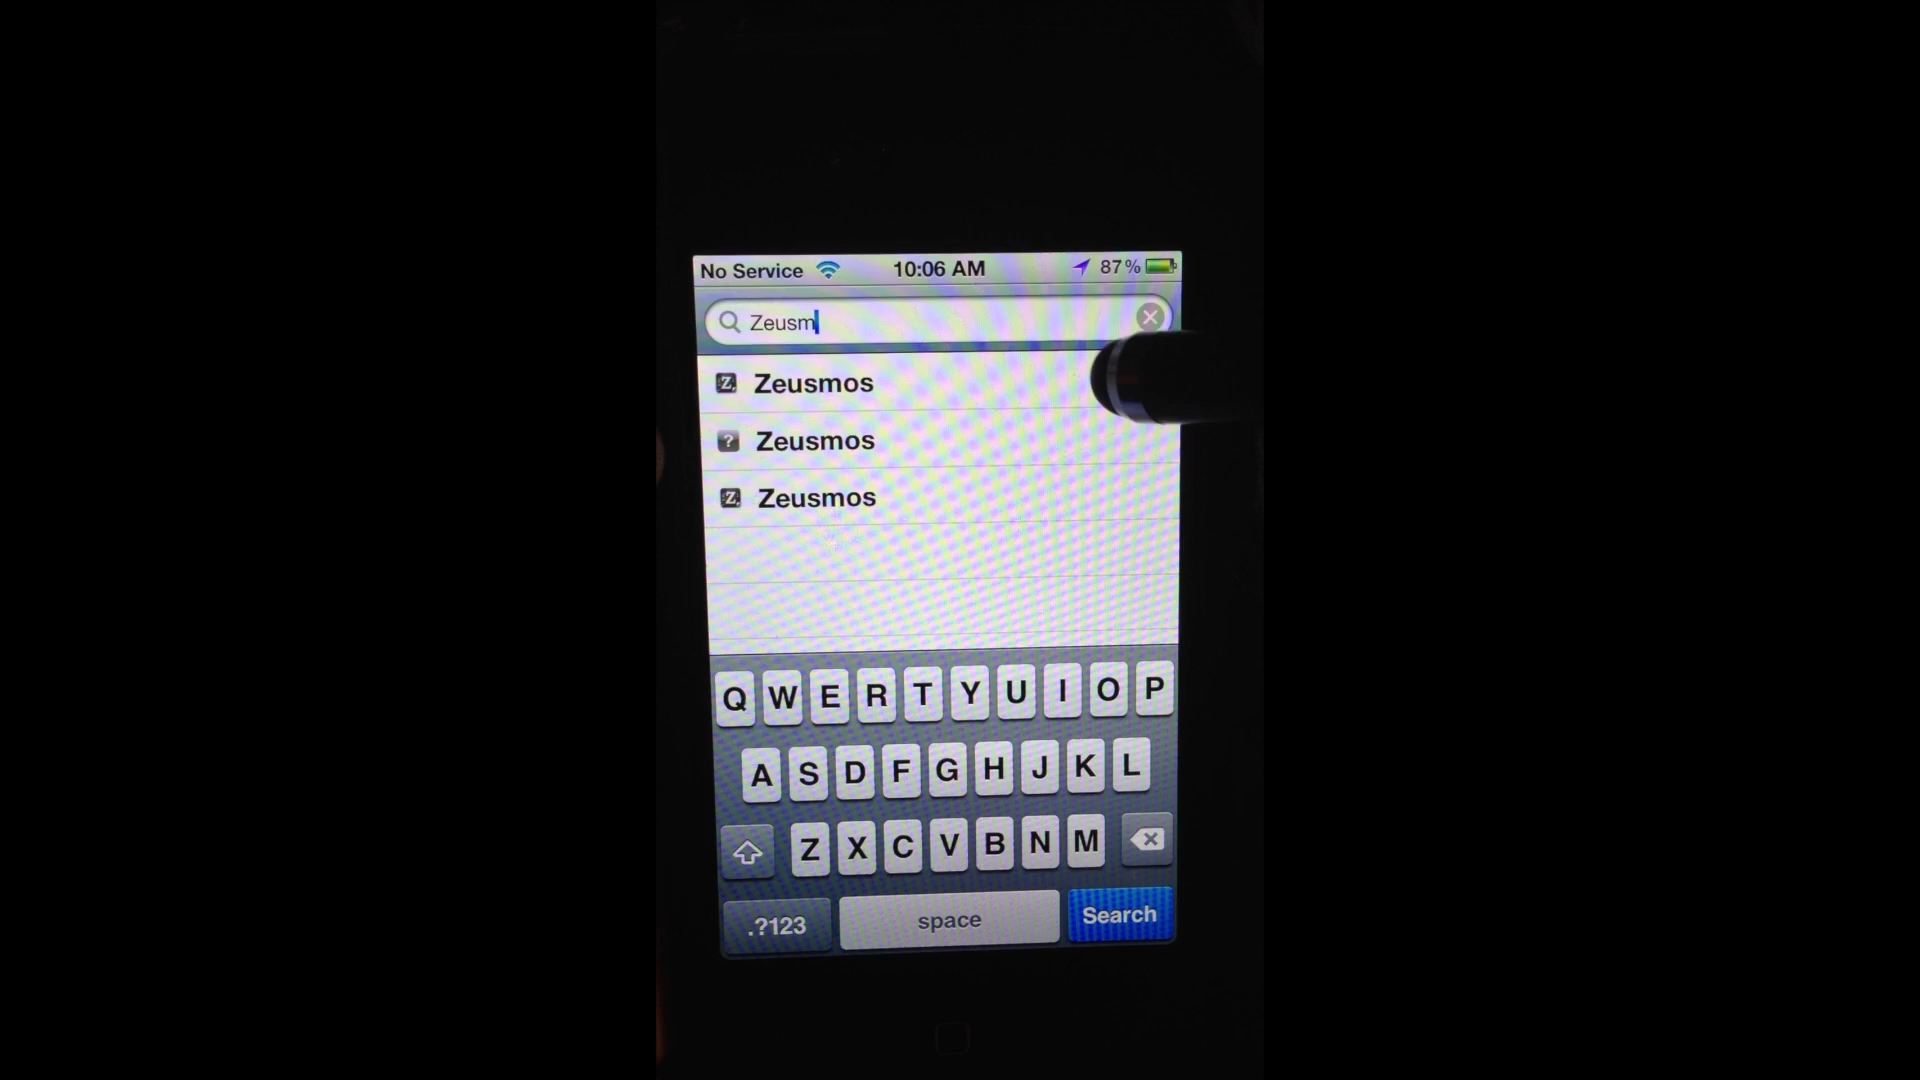 No Service 10:06 AM 87%
Zeusm
Z Zeusmos
? Zeusmos
Z Zeusmos
Q W E R T Y U I O P
A S D F G H J K L
Z X C V B N M
.?123 space Search